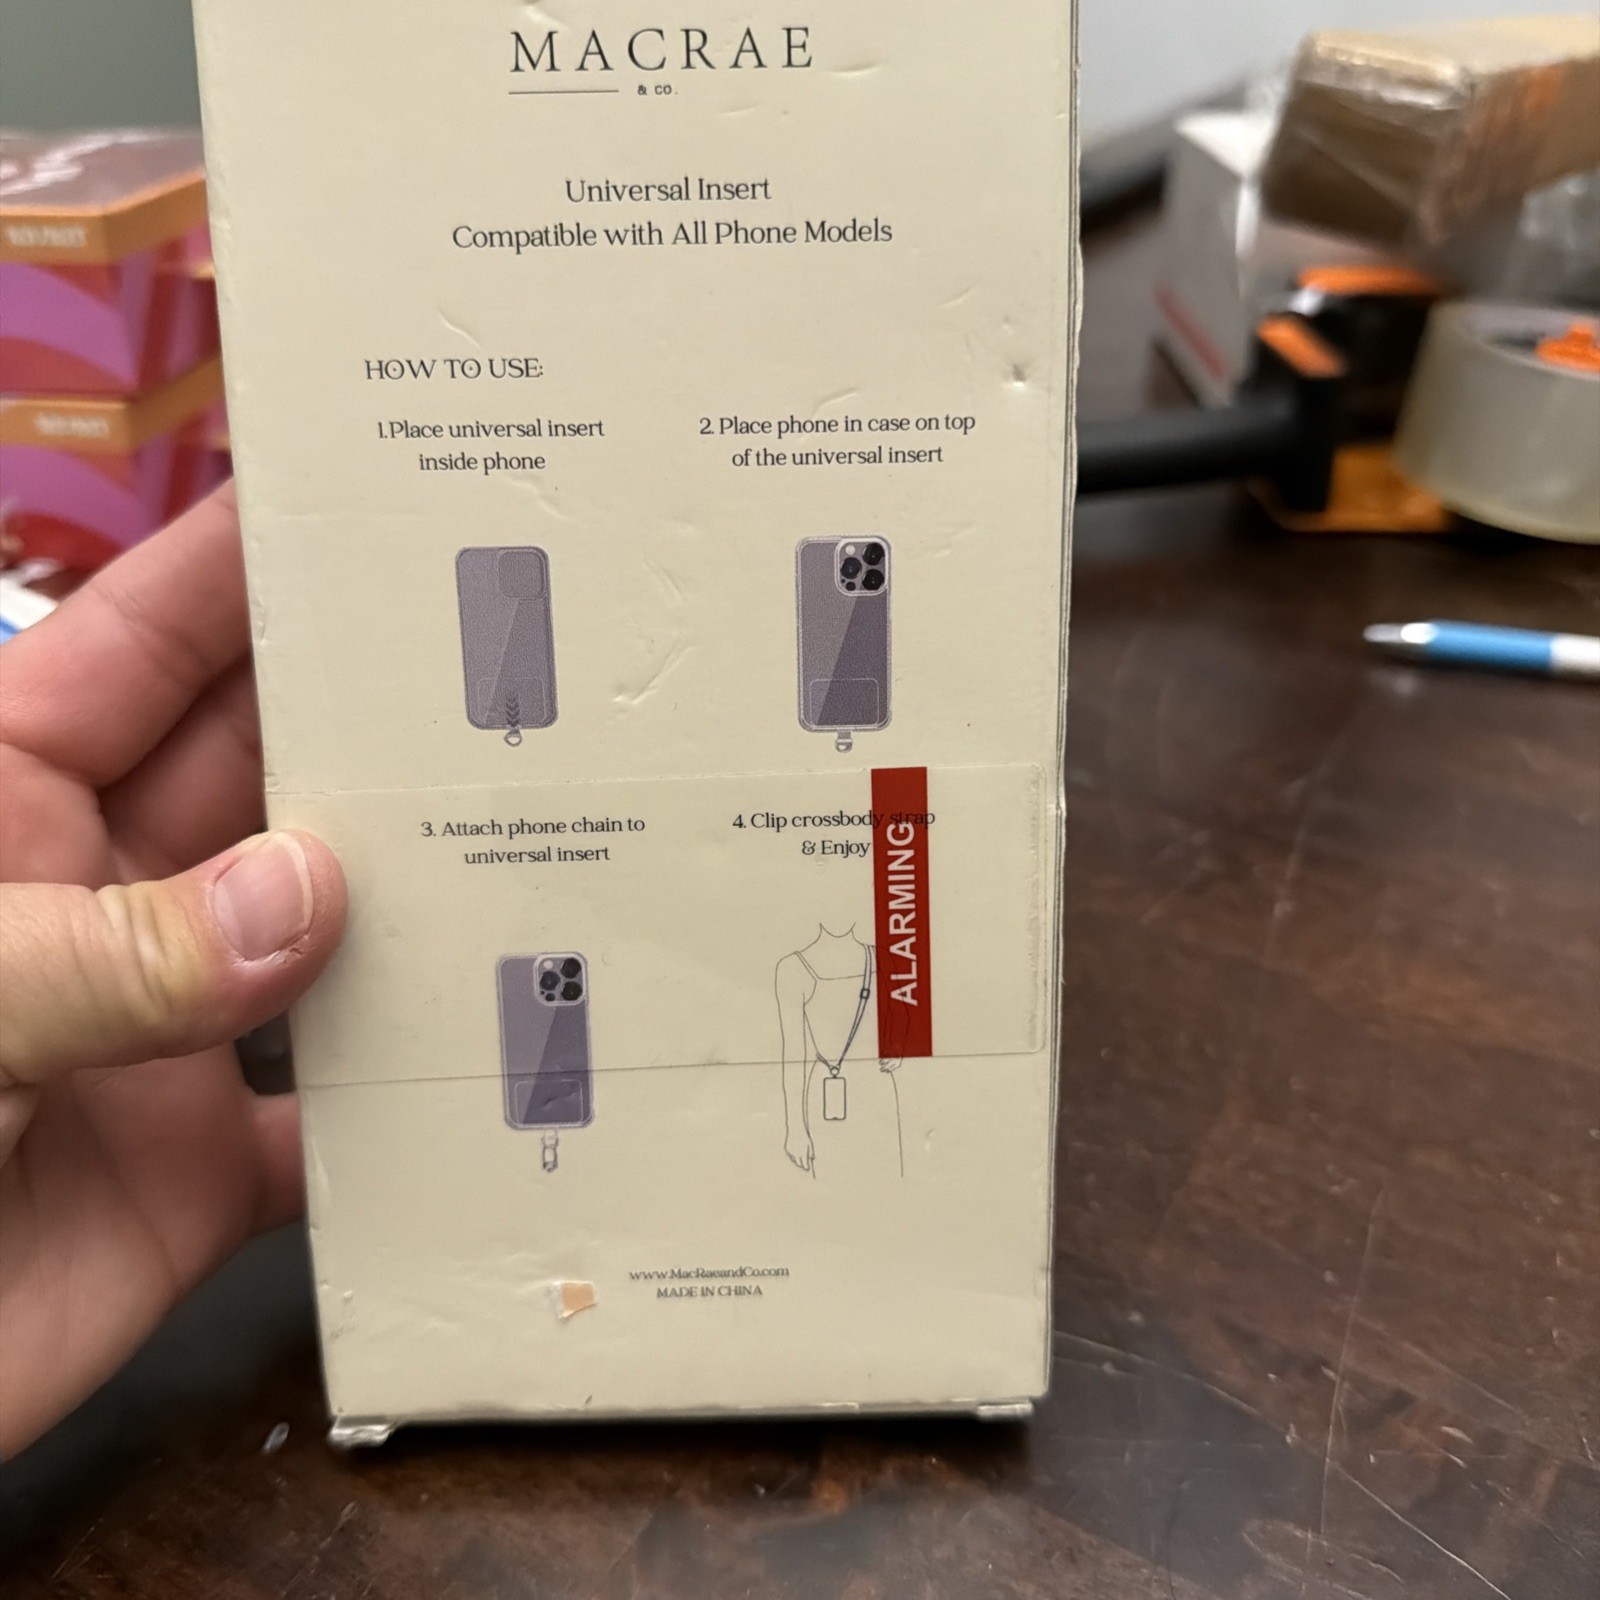 MACRAE
& CO.
Universal Insert
Compatible with All Phone Models
HOW TO USE:
1.Place universal insert
inside phone
2. Place phone in case on top
of the universal insert
3. Attach phone chain to
universal insert
4. Clip crossbody strap
& Enjoy
ALARMING
www.MacRaeandCo.com
MADE IN CHINA